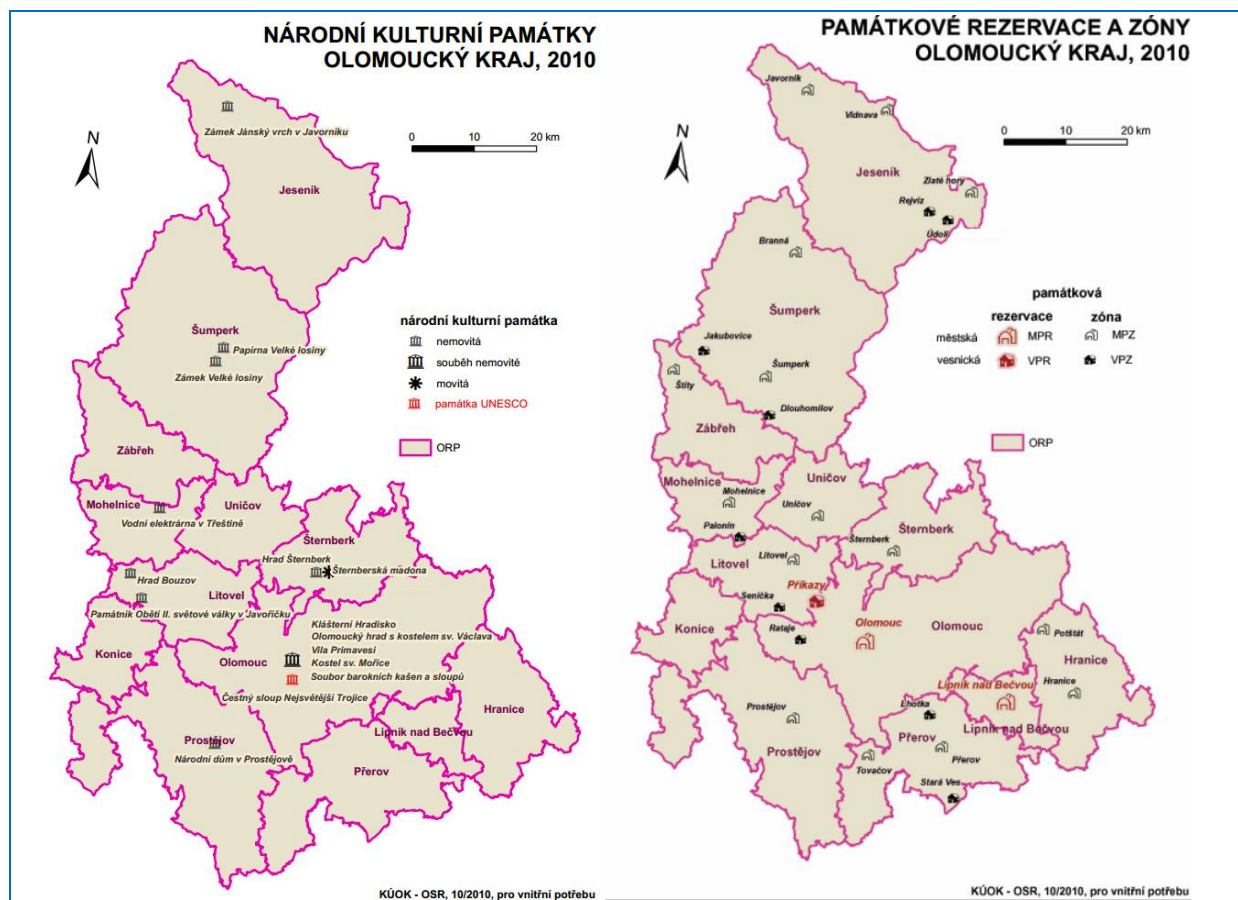 NÁRODNÍ KULTURNÍ PAMÁTKY
OLOMOUCKÝ KRAJ, 2010
N
0 10 20 km
Zámek Jánský vrch v Javorníku
Jeseník
národní kulturní památka
nemovitá
souběh nemovité
movitá
památka UNESCO
ORP
Šumperk
Papírna Velké losiny
Zámek Velké losiny
Zábřeh
Mohelnice
Uničov
Vodní elektrárna v Třeštině
Šternberk
Hrad Šternberk
Šternberská madona
Hrad Bouzov
Litovel
Památník Obětí II. světové války v Javoříčku
Klášterní Hradisko
Olomoucký hrad s kostelem sv. Václava
Konice
Vila Primavesi
Olomouc
Kostel sv. Mořice
Soubor barokních kašen a sloupů
Čestný sloup Nejsvětější Trojice
Hranice
Lipník nad Bečvou
Prostějov
Národní dům v Prostějově
Přerov
KÚOK - OSR, 10/2010, pro vnitřní potřebu
PAMÁTKOVÉ REZERVACE A ZÓNY
OLOMOUCKÝ KRAJ, 2010
N
0 10 20 km
Javorník
Vidnava
Jeseník
Zlaté hory
Rejvíz
Údolí
Branná
památková
rezervace zóna
městská MPR MPZ
vesnická VPR VPZ
ORP
Šumperk
Jakubovice
Šumperk
Štíty
Dlouhomilov
Zábřeh
Mohelnice
Mohelnice
Uničov
Uničov
Palonín
Šternberk
Šternberk
Litovel
Litovel
Příkazy
Senička
Rataje
Olomouc
Olomouc
Konice
Potštát
Hranice
Hranice
Lipník nad Bečvou
Lhotka
Prostějov
Lipník nad Bečvou
Přerov
Prostějov
Tovačov
Přerov
Stará Ves
KÚOK - OSR, 10/2010, pro vnitřní potřebu